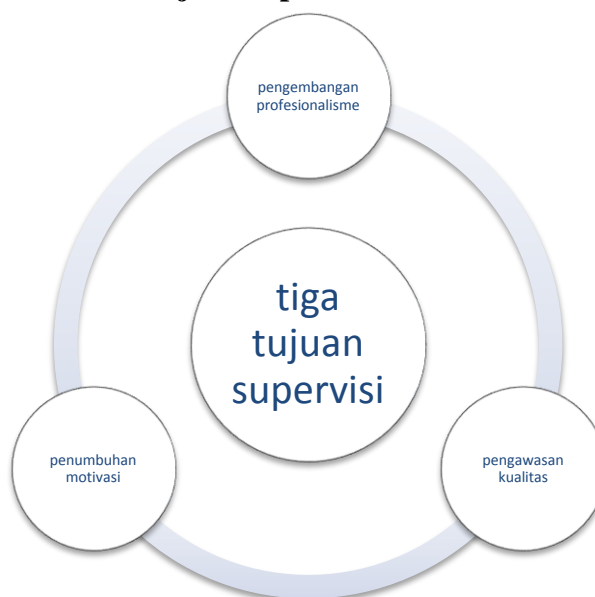 pengembangan
profesionalisme
tiga
tujuan
supervisi
penumbuhan
motivasi
pengawasan
kualitas